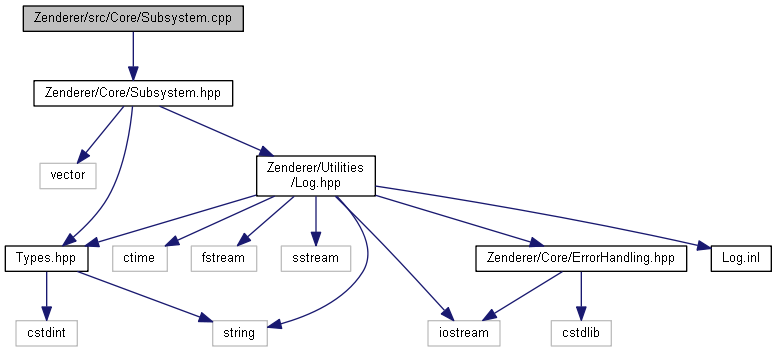 Zenderer/src/Core/Subsystem.cpp
Zenderer/Core/Subsystem.hpp
vector
Zenderer/Utilities
/Log.hpp
Types.hpp
ctime
fstream
sstream
Zenderer/Core/ErrorHandling.hpp
Log.inl
cstdint
string
iostream
cstdlib